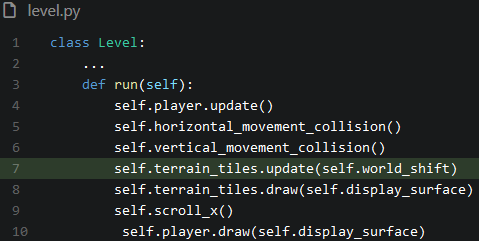 level.py
1 class Level:
2     ...
3     def run(self):
4         self.player.update()
5         self.horizontal_movement_collision()
6         self.vertical_movement_collision()
7         self.terrain_tiles.update(self.world_shift)
8         self.terrain_tiles.draw(self.display_surface)
9         self.scroll_x()
10         self.player.draw(self.display_surface)